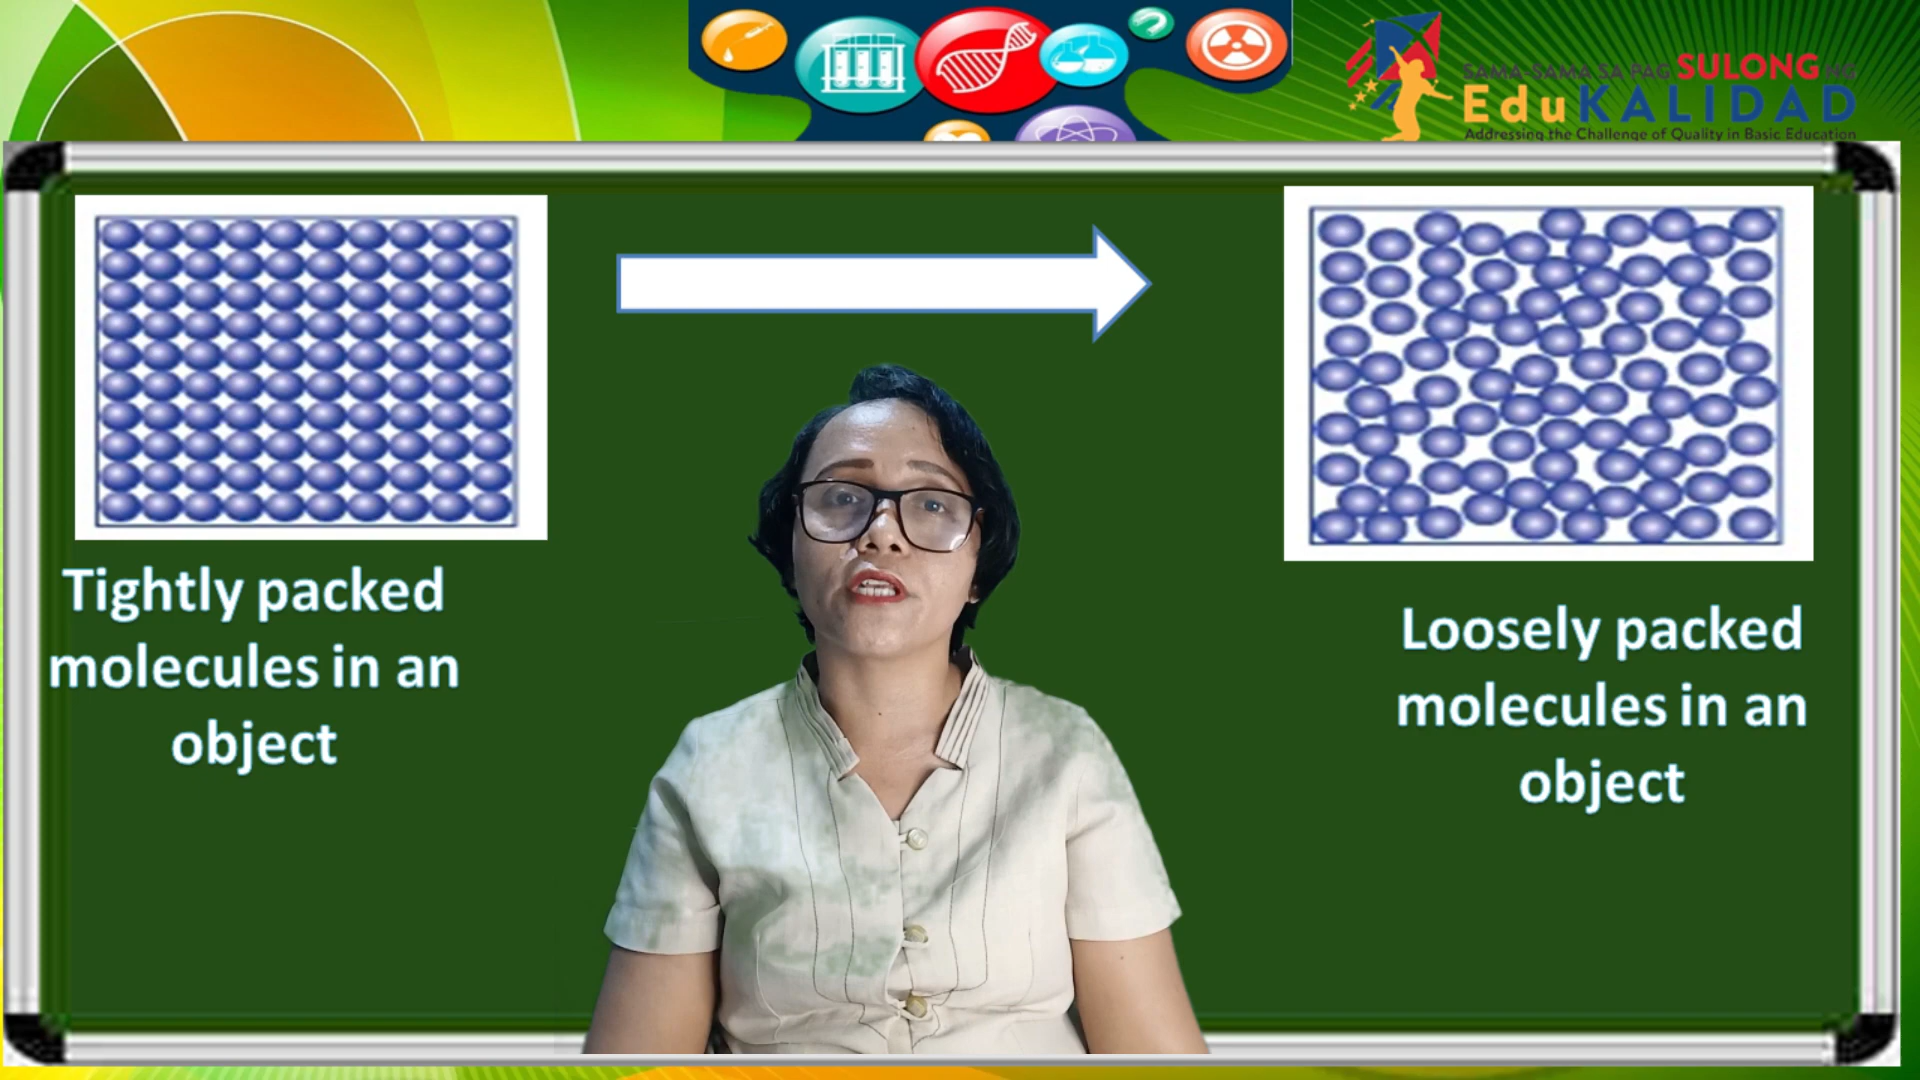 SAMA-SAMA SA PAG SULONG NG
EduKALIDAD
Addressing the Challenge of Quality in Basic Education
Tightly packed
molecules in an
object
Loosely packed
molecules in an
object